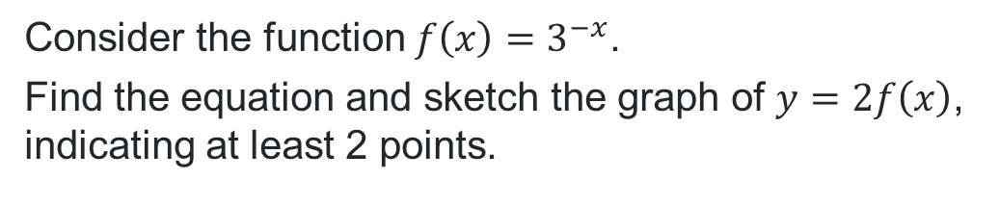 Consider the function f(x) = 3⁻ˣ.
Find the equation and sketch the graph of y = 2f(x),
indicating at least 2 points.